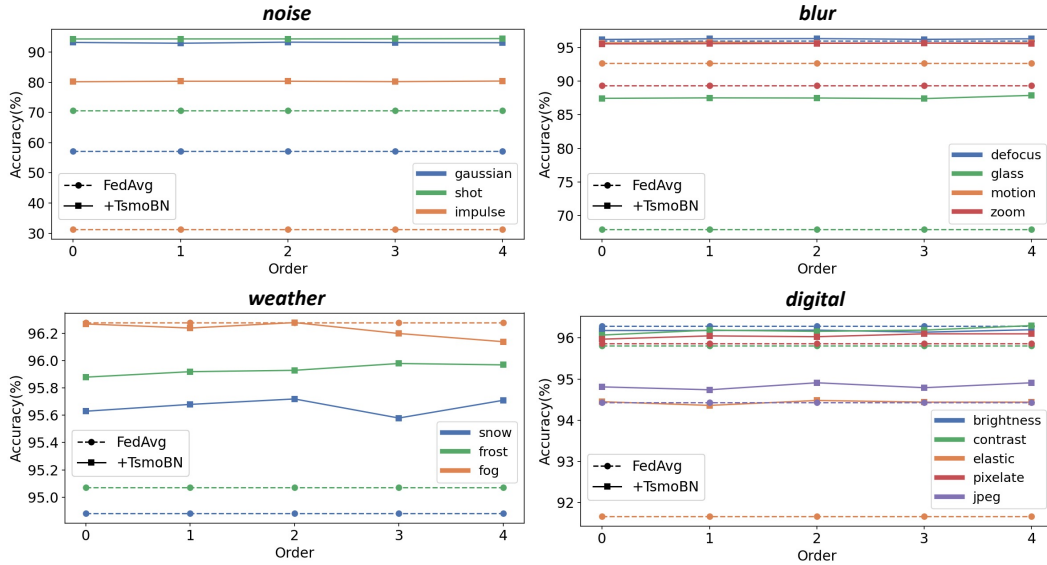 noise
Accuracy(%)
90
80
70
60
50
40
30
FedAvg
+TsmoBN
gaussian
shot
impulse
0 1 2 3 4
Order
blur
Accuracy(%)
95
90
85
80
75
70
FedAvg
+TsmoBN
defocus
glass
motion
zoom
0 1 2 3 4
Order
weather
Accuracy(%)
96.2
96.0
95.8
95.6
95.4
95.2
95.0
FedAvg
+TsmoBN
snow
frost
fog
0 1 2 3 4
Order
digital
Accuracy(%)
96
95
94
93
92
FedAvg
+TsmoBN
brightness
contrast
elastic
pixelate
jpeg
0 1 2 3 4
Order